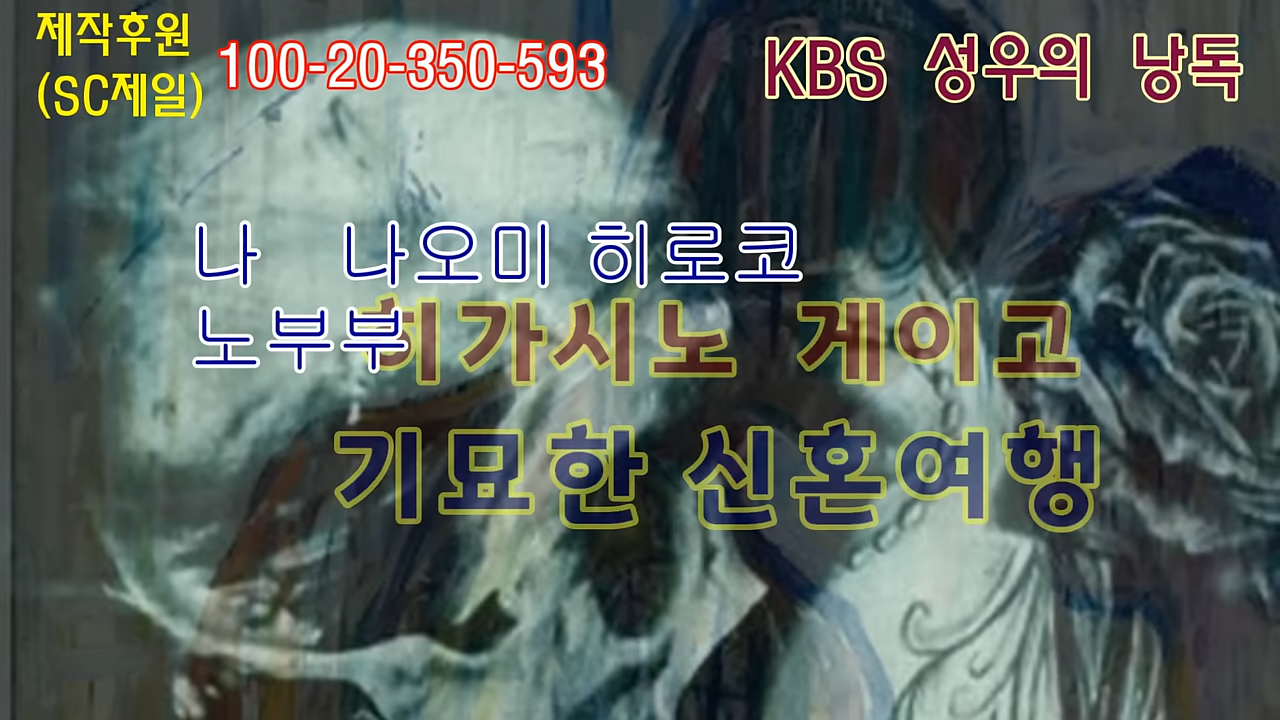 제작후원
(SC제일)
100-20-350-593
KBS 성우의 낭독
나 나오미 히로코
노부부
히가시노 게이고
기묘한 신혼여행